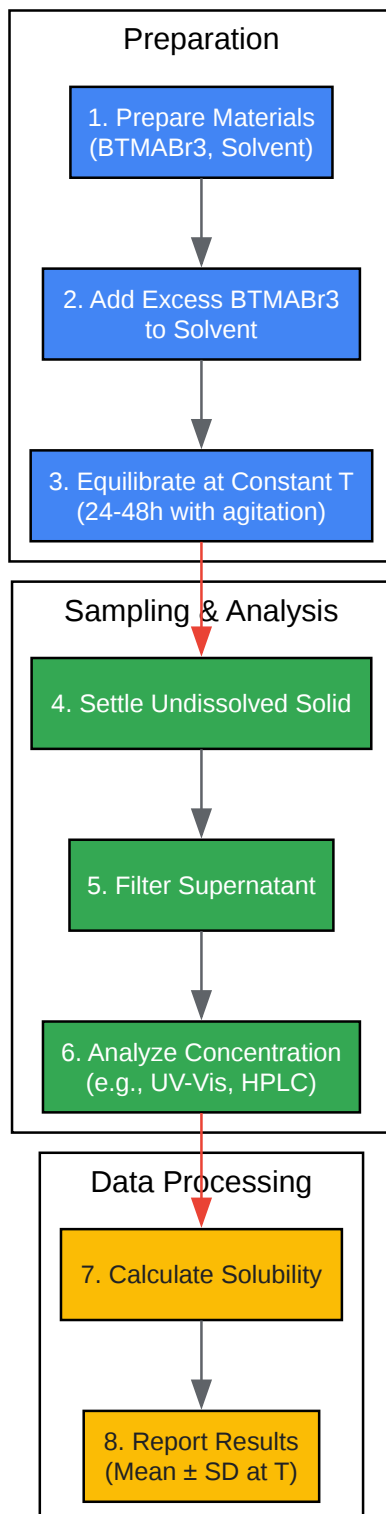 Preparation
1. Prepare Materials
(BTMABr3, Solvent)
2. Add Excess BTMABr3
to Solvent
3. Equilibrate at Constant T
(24-48h with agitation)
Sampling & Analysis
4. Settle Undissolved Solid
5. Filter Supernatant
6. Analyze Concentration
(e.g., UV-Vis, HPLC)
Data Processing
7. Calculate Solubility
8. Report Results
(Mean ± SD at T)